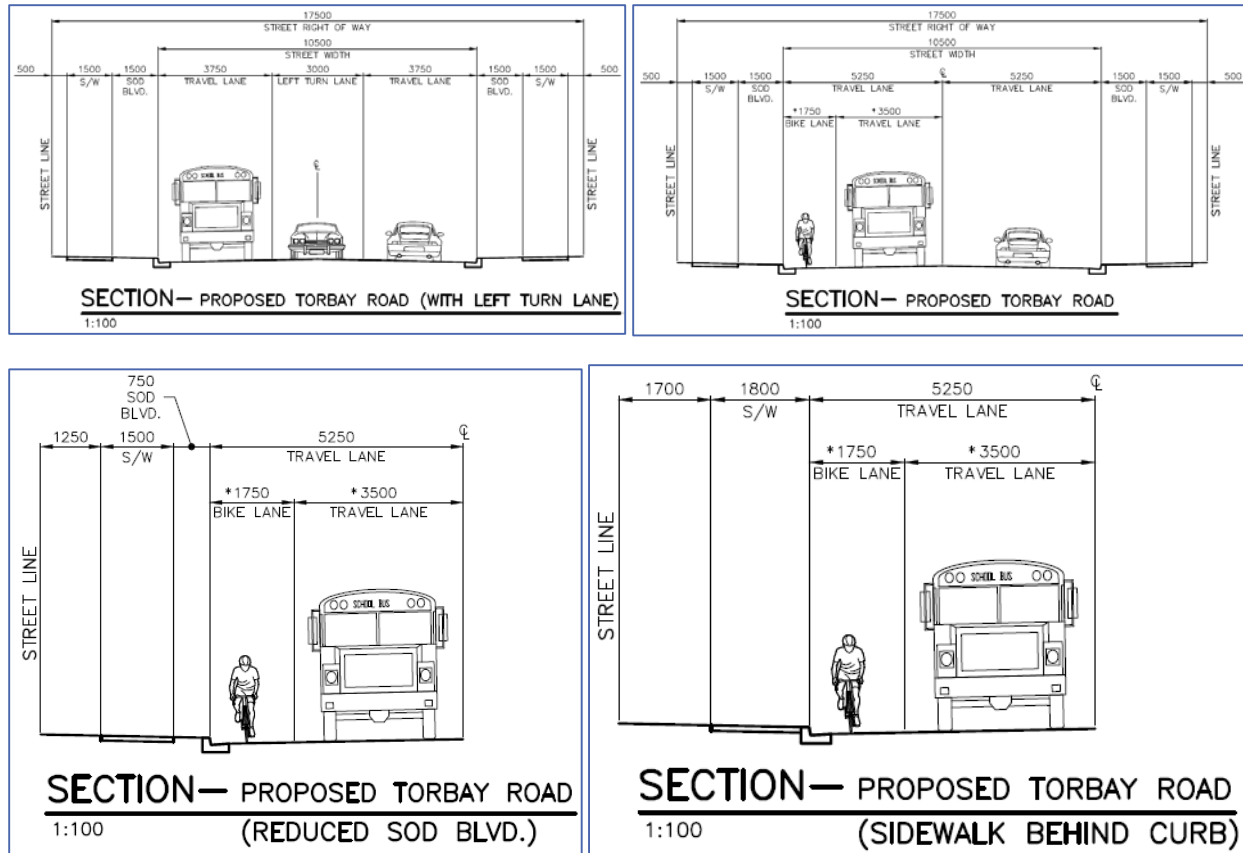 17500
STREET RIGHT OF WAY
10500
STREET WIDTH
500 1500 1500 3750 3000 3750 1500 1500 500
S/W SOD BLVD. TRAVEL LANE LEFT TURN LANE TRAVEL LANE SOD BLVD. S/W
STREET LINE
℄
SCHOOL BUS
STREET LINE
SECTION— PROPOSED TORBAY ROAD (WITH LEFT TURN LANE)
1:100
17500
STREET RIGHT OF WAY
10500
STREET WIDTH
℄
500 1500 1500 5250 5250 1500 1500 500
S/W SOD BLVD. TRAVEL LANE TRAVEL LANE SOD BLVD. S/W
*1750 *3500
BIKE LANE TRAVEL LANE
STREET LINE
SCHOOL BUS
STREET LINE
SECTION— PROPOSED TORBAY ROAD
1:100
750
SOD
BLVD.
℄
1250 1500 5250
S/W TRAVEL LANE
*1750 *3500
BIKE LANE TRAVEL LANE
STREET LINE
SCHOOL BUS
SECTION— PROPOSED TORBAY ROAD
1:100 (REDUCED SOD BLVD.)
℄
1700 1800 5250
S/W TRAVEL LANE
*1750 *3500
BIKE LANE TRAVEL LANE
STREET LINE
SCHOOL BUS
SECTION— PROPOSED TORBAY ROAD
1:100 (SIDEWALK BEHIND CURB)